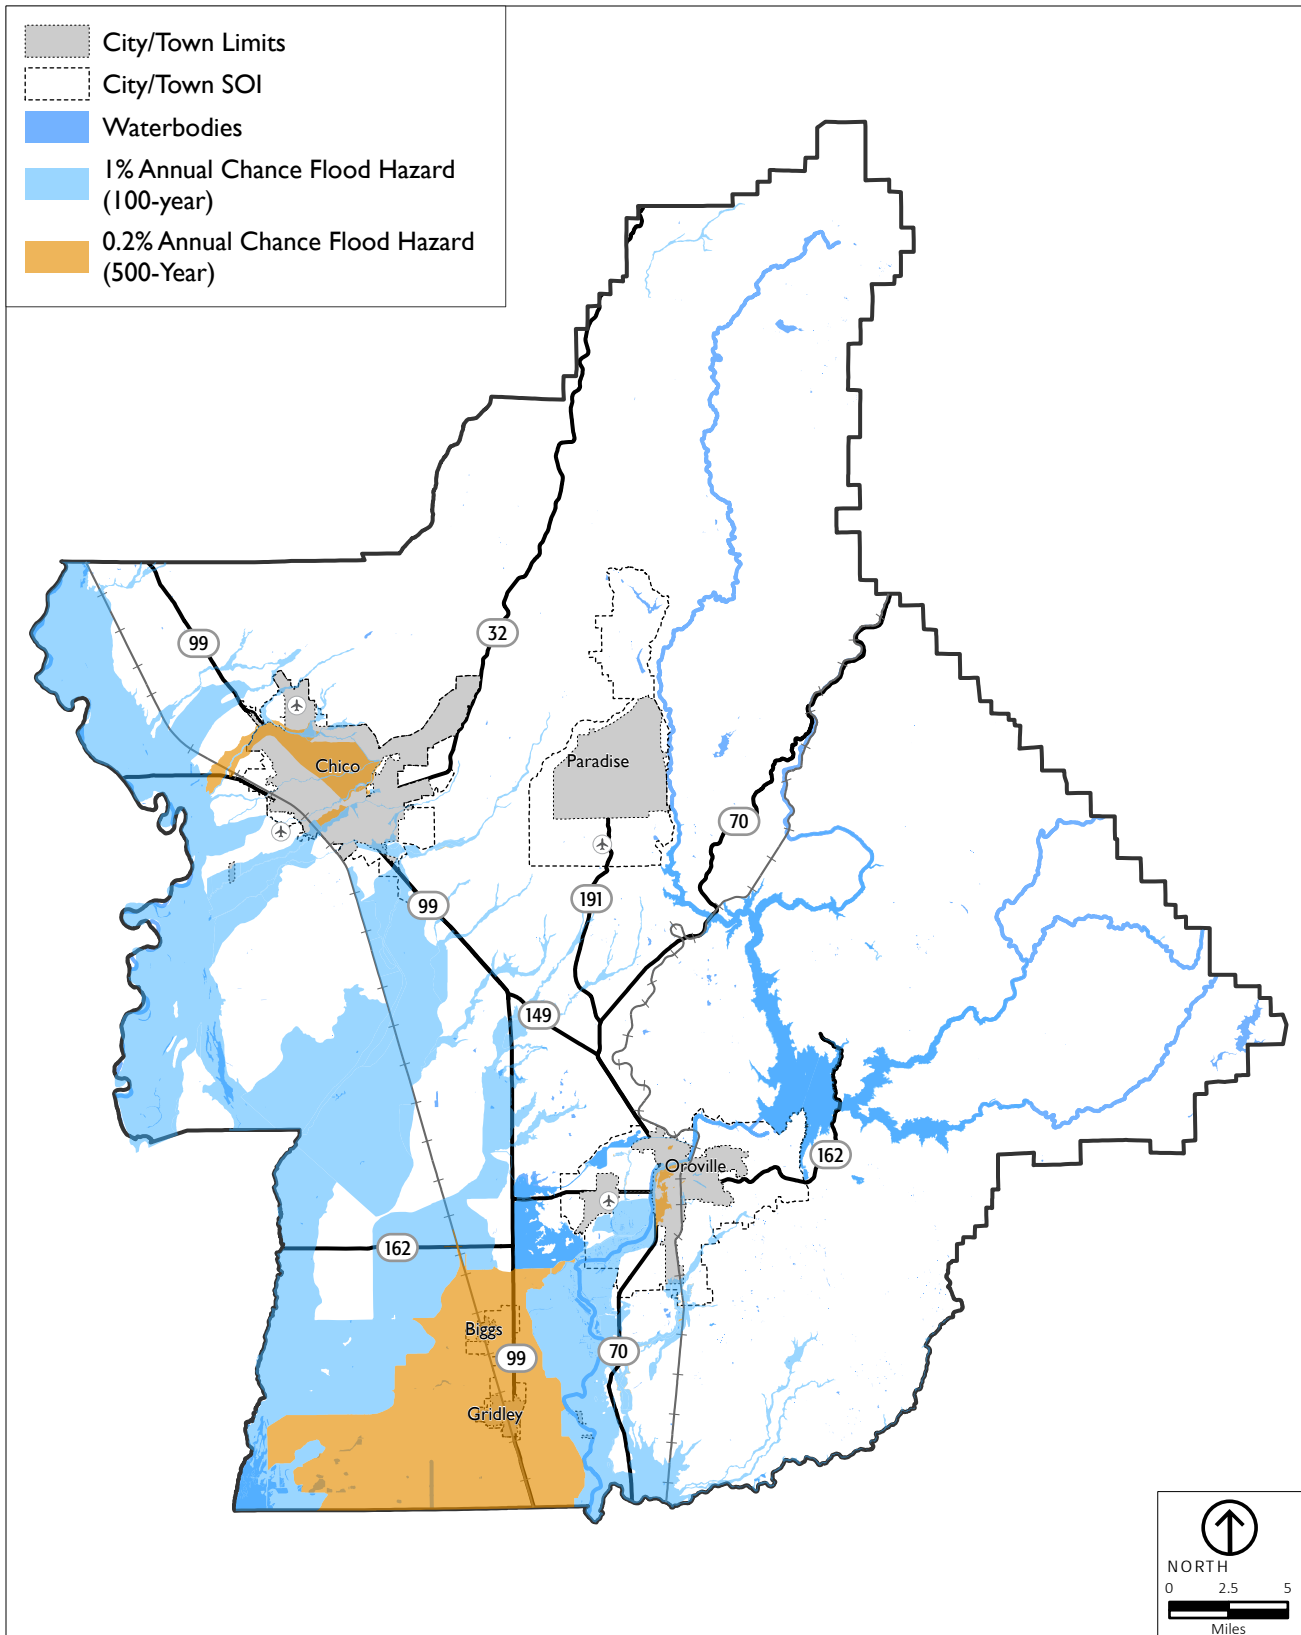 City/Town Limits
City/Town SOI
Waterbodies
1% Annual Chance Flood Hazard
(100-year)
0.2% Annual Chance Flood Hazard
(500-Year)
99
32
Chico
Paradise
70
99
191
149
Oroville
162
162
Biggs
99
70
Gridley
NORTH
0 2.5 5
Miles